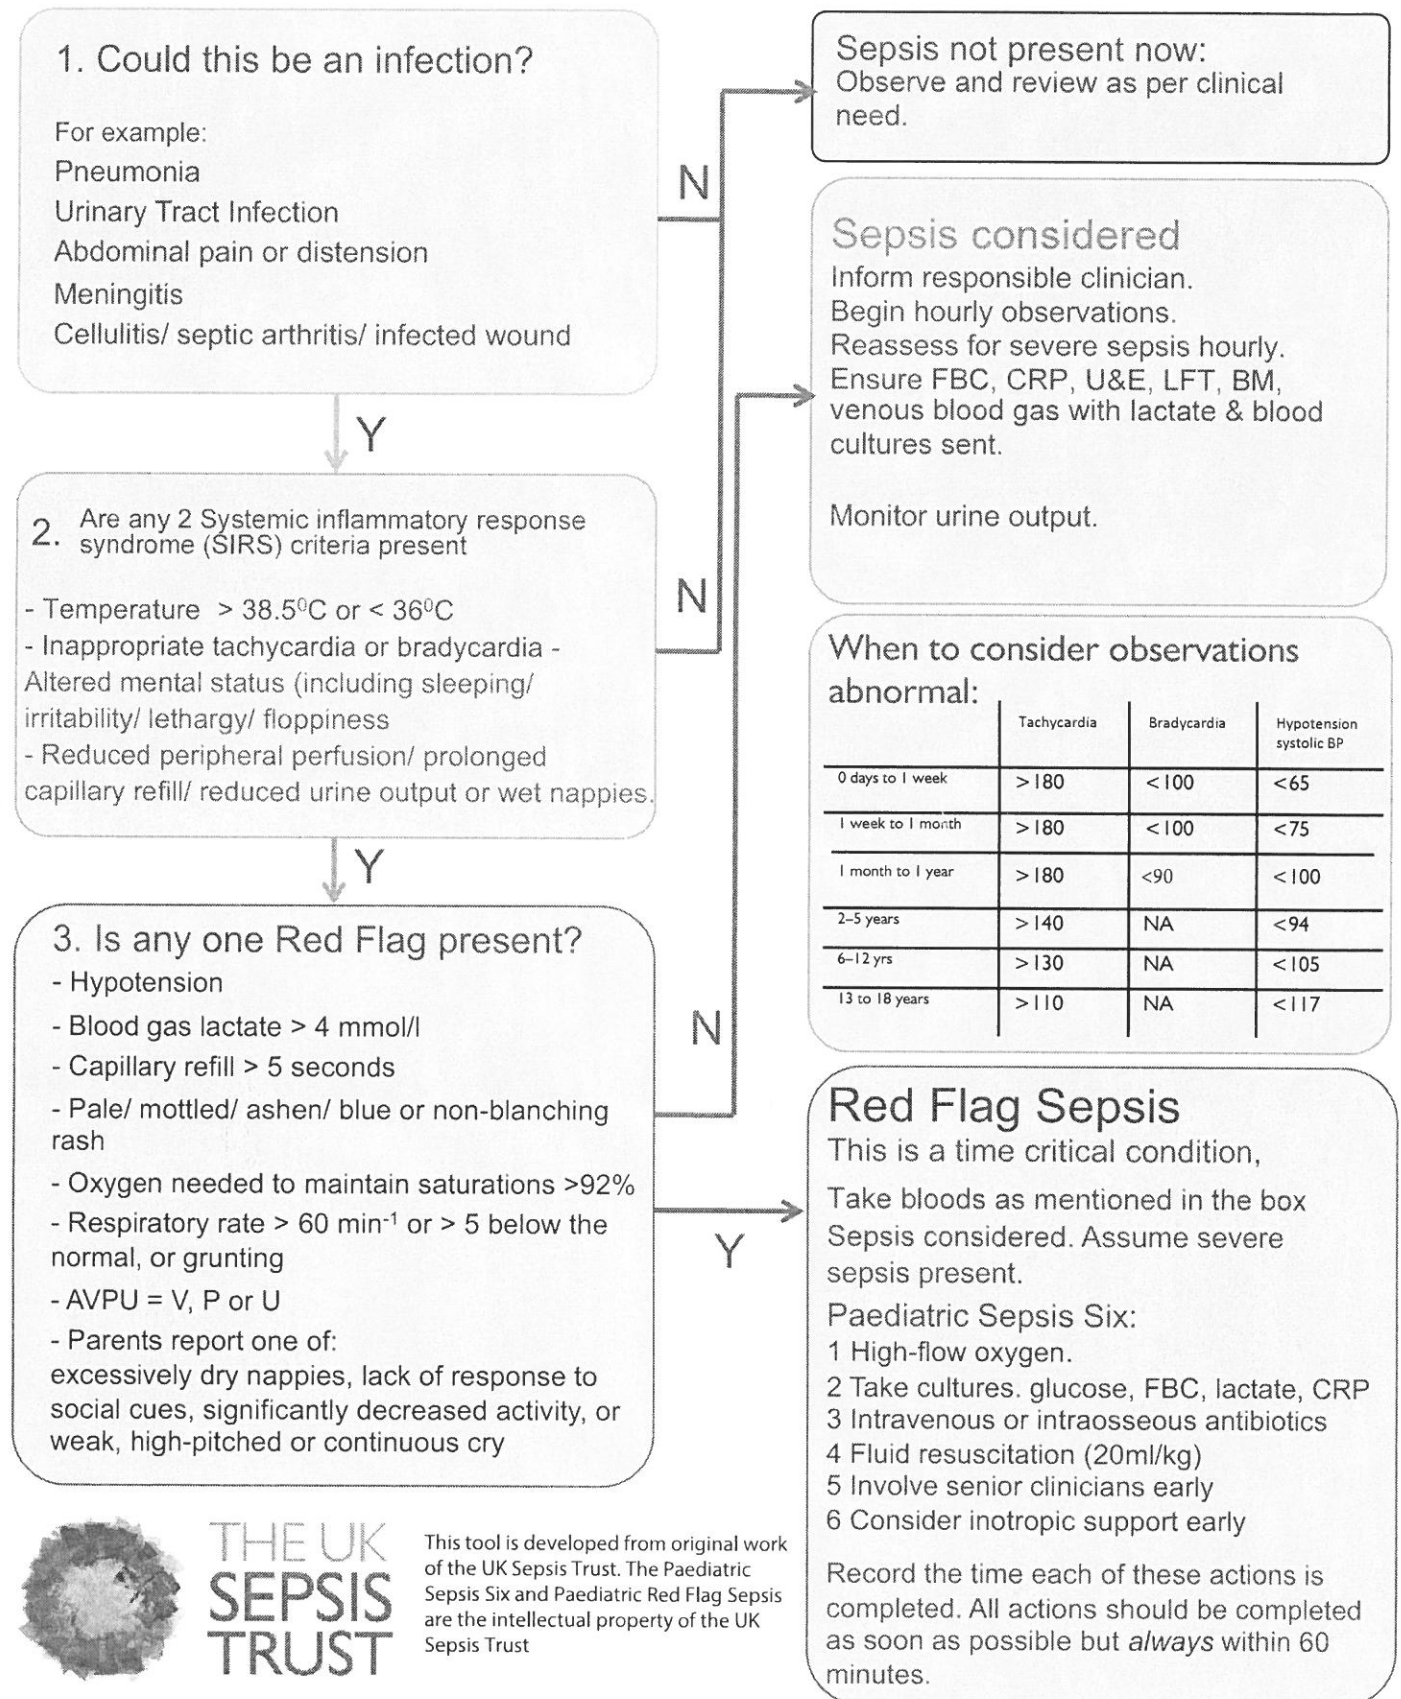 1. Could this be an infection?
For example:
Pneumonia
Urinary Tract Infection
Abdominal pain or distension
Meningitis
Cellulitis/ septic arthritis/ infected wound
N
Y
Sepsis not present now:
Observe and review as per clinical
need.
Sepsis considered
Inform responsible clinician.
Begin hourly observations.
Reassess for severe sepsis hourly.
Ensure FBC, CRP, U&E, LFT, BM,
venous blood gas with lactate & blood
cultures sent.
Monitor urine output.
2. Are any 2 Systemic inflammatory response
syndrome (SIRS) criteria present
- Temperature > 38.5⁰C or < 36⁰C
- Inappropriate tachycardia or bradycardia -
Altered mental status (including sleeping/
irritability/ lethargy/ floppiness
- Reduced peripheral perfusion/ prolonged
capillary refill/ reduced urine output or wet nappies.
N
Y
When to consider observations
abnormal:
Tachycardia Bradycardia Hypotension
systolic BP
0 days to 1 week >180 <100 <65
1 week to 1 month >180 <100 <75
1 month to 1 year >180 <90 <100
2–5 years >140 NA <94
6–12 yrs >130 NA <105
13 to 18 years >110 NA <117
3. Is any one Red Flag present?
- Hypotension
- Blood gas lactate > 4 mmol/l
- Capillary refill > 5 seconds
- Pale/ mottled/ ashen/ blue or non-blanching
rash
- Oxygen needed to maintain saturations >92%
- Respiratory rate > 60 min⁻¹ or > 5 below the
normal, or grunting
- AVPU = V, P or U
- Parents report one of:
excessively dry nappies, lack of response to
social cues, significantly decreased activity, or
weak, high-pitched or continuous cry
N
Y
Red Flag Sepsis
This is a time critical condition,
Take bloods as mentioned in the box
Sepsis considered. Assume severe
sepsis present.
Paediatric Sepsis Six:
1 High-flow oxygen.
2 Take cultures. glucose, FBC, lactate, CRP
3 Intravenous or intraosseous antibiotics
4 Fluid resuscitation (20ml/kg)
5 Involve senior clinicians early
6 Consider inotropic support early
Record the time each of these actions is
completed. All actions should be completed
as soon as possible but always within 60
minutes.
THE UK
SEPSIS
TRUST
This tool is developed from original work
of the UK Sepsis Trust. The Paediatric
Sepsis Six and Paediatric Red Flag Sepsis
are the intellectual property of the UK
Sepsis Trust